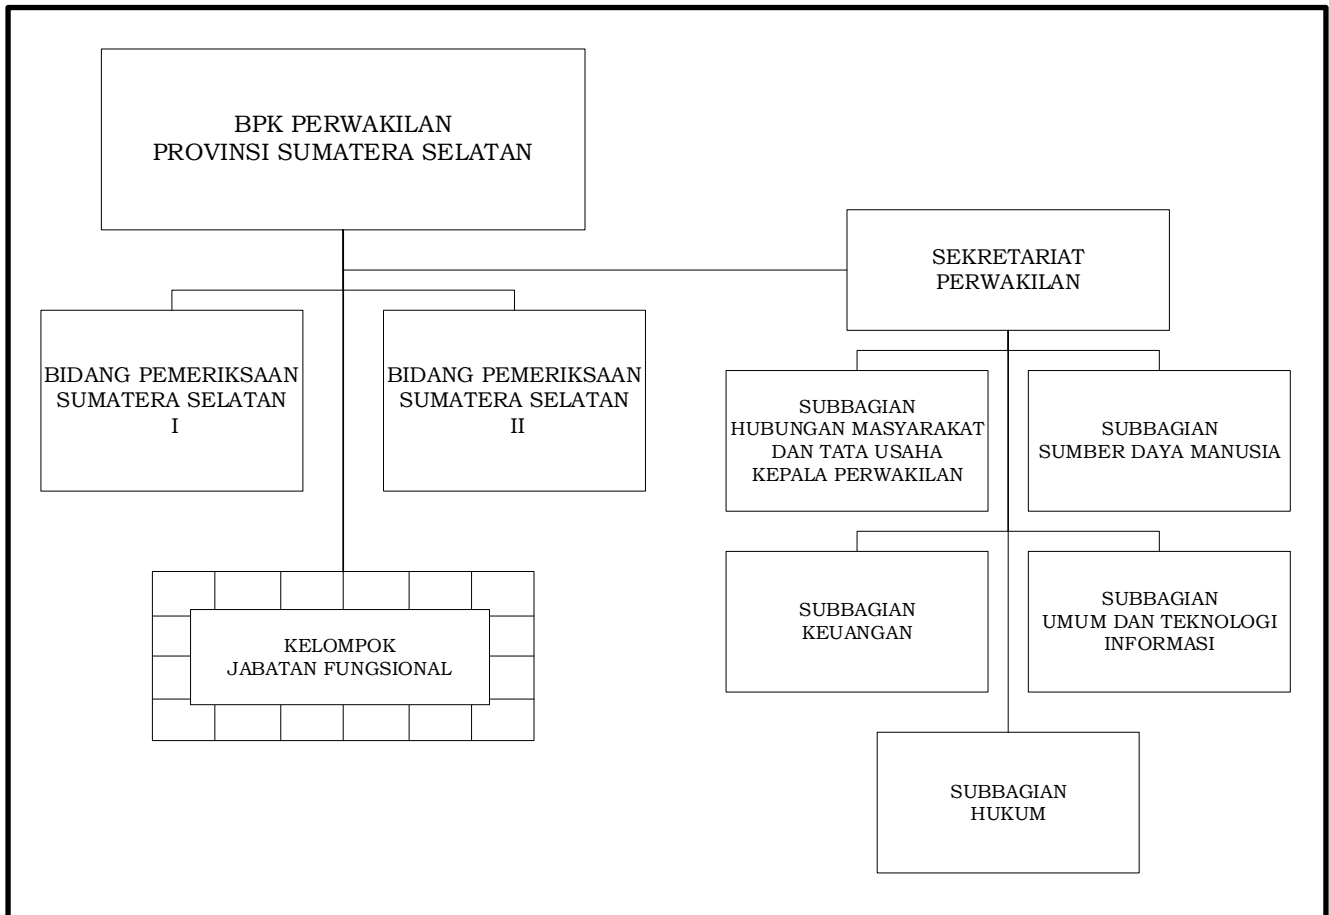 BPK PERWAKILAN
PROVINSI SUMATERA SELATAN
SEKRETARIAT
PERWAKILAN
BIDANG PEMERIKSAAN
SUMATERA SELATAN
I
BIDANG PEMERIKSAAN
SUMATERA SELATAN
II
SUBBAGIAN
HUBUNGAN MASYARAKAT
DAN TATA USAHA
KEPALA PERWAKILAN
SUBBAGIAN
SUMBER DAYA MANUSIA
SUBBAGIAN
KEUANGAN
SUBBAGIAN
UMUM DAN TEKNOLOGI
INFORMASI
KELOMPOK
JABATAN FUNGSIONAL
SUBBAGIAN
HUKUM